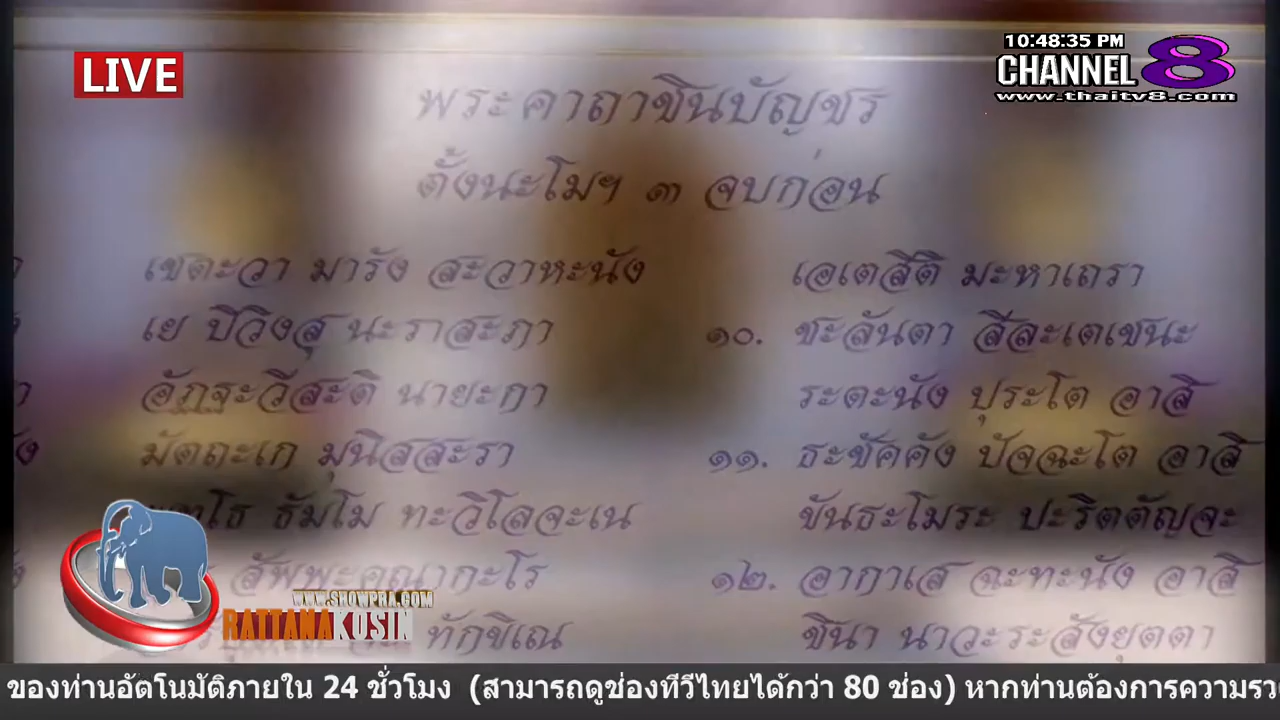 LIVE
10:48:35 PM
CHANNEL 8
www.thaitv8.com
พระคาถาชินบัญชร
ตั้งนะโมฯ ๓ จบก่อน
เชตะวา มารัง สะวาหะนัง
เย ปิวิงสุ นะราสะภา
อัฏฐะวีสะติ นายะกา
มัตถะเก มุนิสสะรา
ธัมโม ทะวิโลจะเน
สัพพะคุณากะโร
ทักขิเณ
เอเตสีติ มะหาเถรา
๑๐. ชะลันตา สีละเตเชนะ
ระตะนัง ปุระโต อาสิ
๑๑. ธะชัคคัง ปัจฉะโต อาสิ
ขันธะโมระ ปะริตตัญจะ
๑๒. อากาเส ฉะทะนัง อาสิ
ชินา นาวะระสังยุตตา
WWW.SHOWPRA.COM
RATTANAKOSIN
ของท่านอัตโนมัติภายใน 24 ชั่วโมง (สามารถดูช่องทีวีไทยได้กว่า 80 ช่อง) หากท่านต้องการความรวด